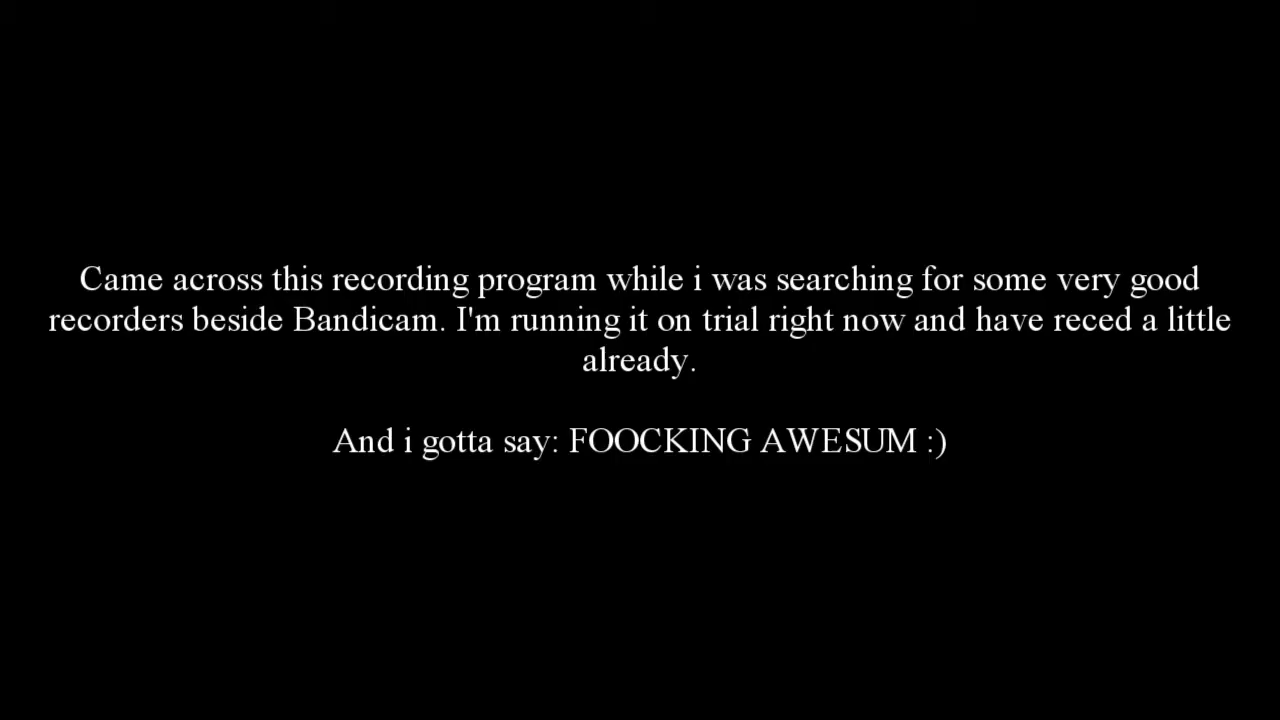 Came across this recording program while i was searching for some very good
recorders beside Bandicam. I'm running it on trial right now and have reced a little
already.
And i gotta say: FOOCKING AWESUM :)